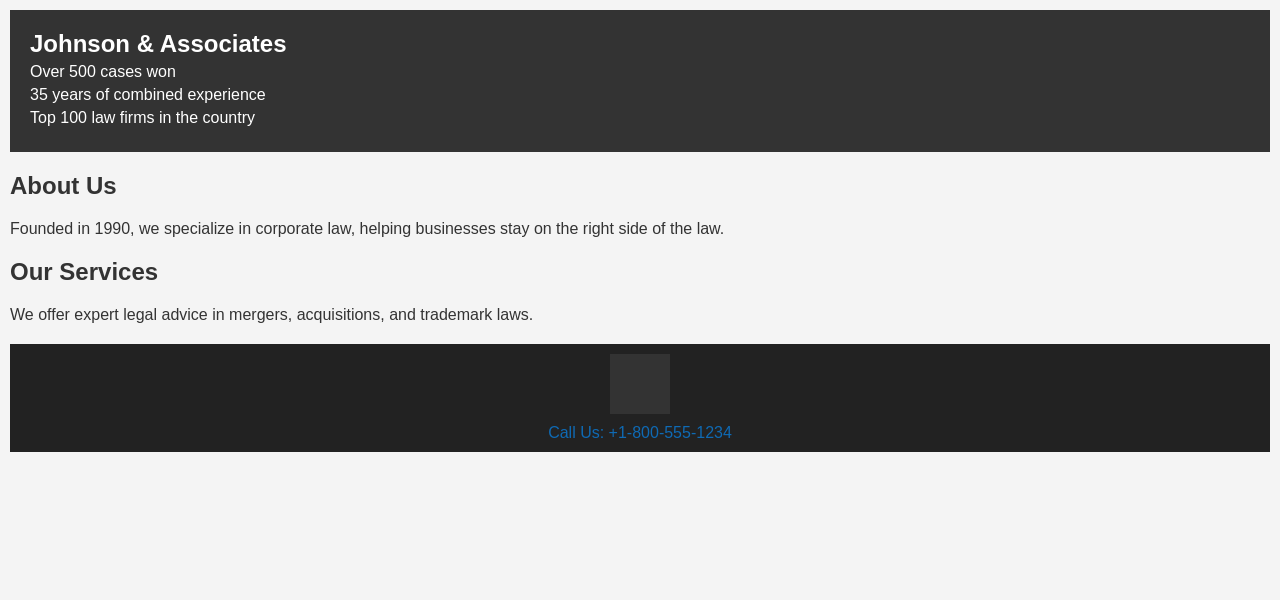 Johnson & Associates
Over 500 cases won
35 years of combined experience
Top 100 law firms in the country
About Us
Founded in 1990, we specialize in corporate law, helping businesses stay on the right side of the law.
Our Services
We offer expert legal advice in mergers, acquisitions, and trademark laws.
Call Us: +1-800-555-1234